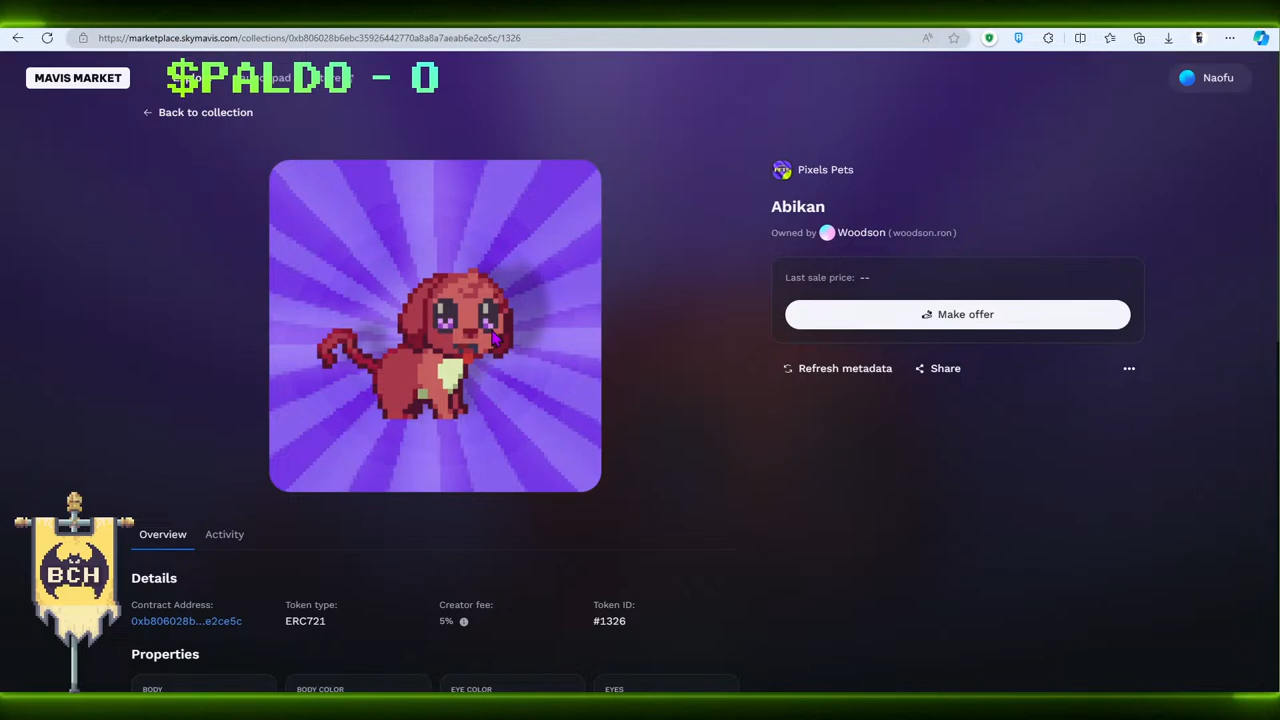 https://marketplace.skymavis.com/collections/0xb806028b6ebc35926442770a8a8a7aeab6e2ce5c/1326
MAVIS MARKET
$PALDO - 0
Naofu
Back to collection
Pixels Pets
Abikan
Owned by Woodson (woodson.ron)
Last sale price: --
Make offer
Refresh metadata
Share
BCH
Overview
Activity
Details
Contract Address:
Token type:
Creator fee:
Token ID:
0xb806028b...e2ce5c
ERC721
5%
#1326
Properties
BODY
BODY COLOR
EYE COLOR
EYES